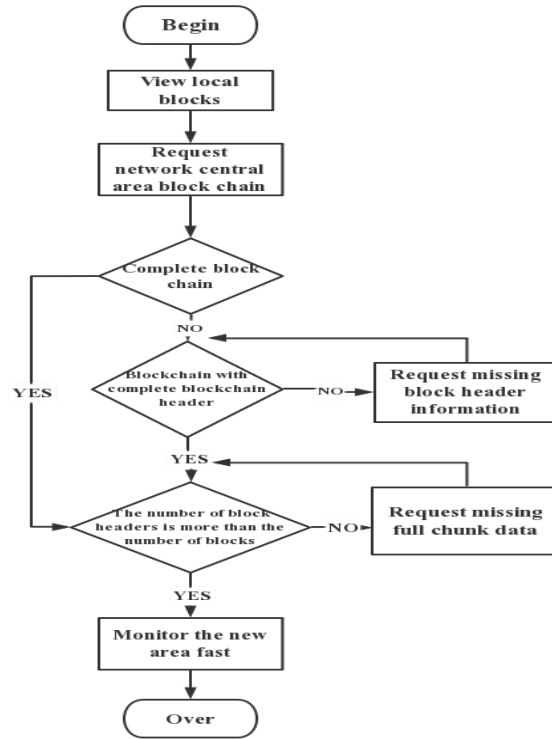 Begin
View local
blocks
Request
network central
area block chain
Complete block
chain
NO
Blockchain with
complete blockchain
header
NO
Request missing
block header
information
YES
YES
The number of block
headers is more than the
number of blocks
NO
Request missing
full chunk data
YES
Monitor the new
area fast
Over